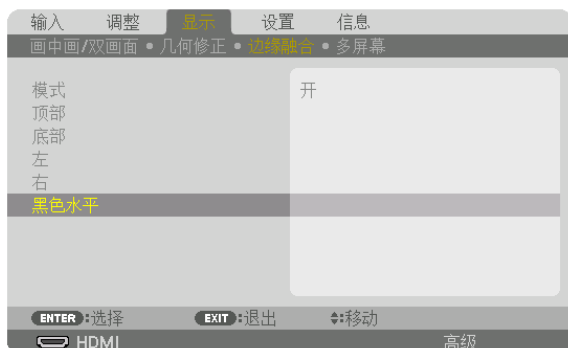 输入 调整 显示 设置 信息
画中画/双画面 • 几何修正 • 边缘融合 • 多屏幕
模式 开
顶部
底部
左
右
黑色水平
ENTER :选择 EXIT :退出 :移动
HDMI 高级